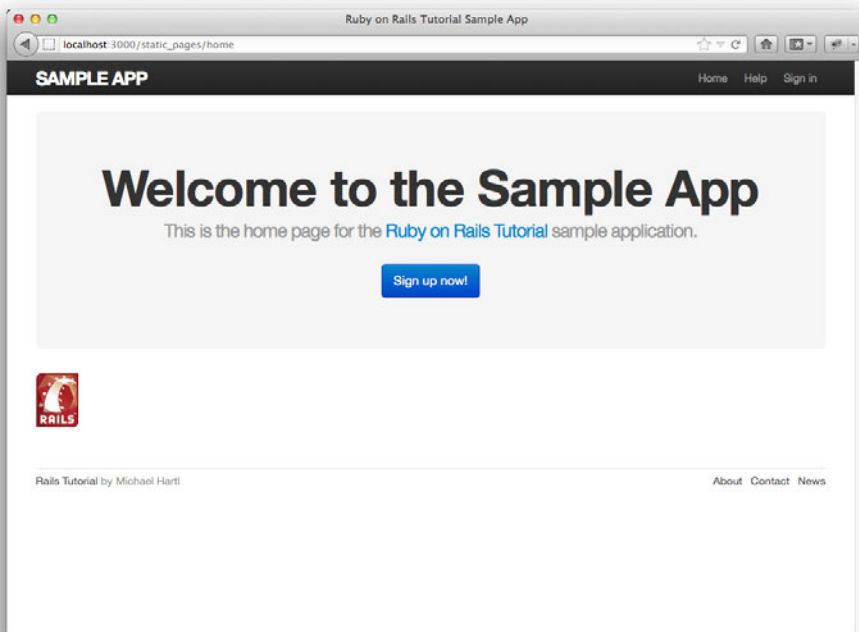 Ruby on Rails Tutorial Sample App
localhost:3000/static_pages/home
SAMPLE APP
Home Help Sign in
Welcome to the Sample App
This is the home page for the Ruby on Rails Tutorial sample application.
Sign up now!
RAILS
Rails Tutorial by Michael Hartl
About Contact News